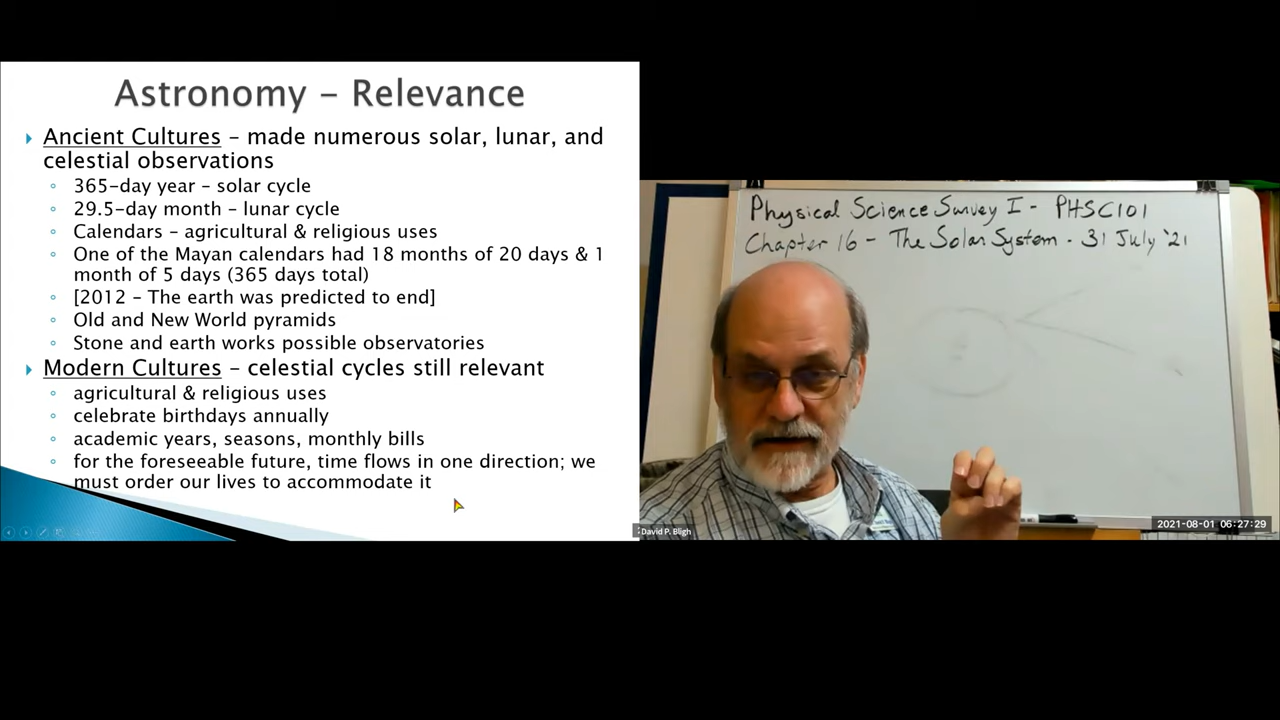 Astronomy – Relevance
Ancient Cultures – made numerous solar, lunar, and
celestial observations
365-day year – solar cycle
29.5-day month – lunar cycle
Calendars – agricultural & religious uses
One of the Mayan calendars had 18 months of 20 days & 1
month of 5 days (365 days total)
[2012 – The earth was predicted to end]
Old and New World pyramids
Stone and earth works possible observatories
Modern Cultures – celestial cycles still relevant
agricultural & religious uses
celebrate birthdays annually
academic years, seasons, monthly bills
for the foreseeable future, time flows in one direction; we
must order our lives to accommodate it
Physical Science Survey I - PHSC101
Chapter 16 - The Solar System - 31 July '21
David P. Bligh
2021-08-01 06:27:29